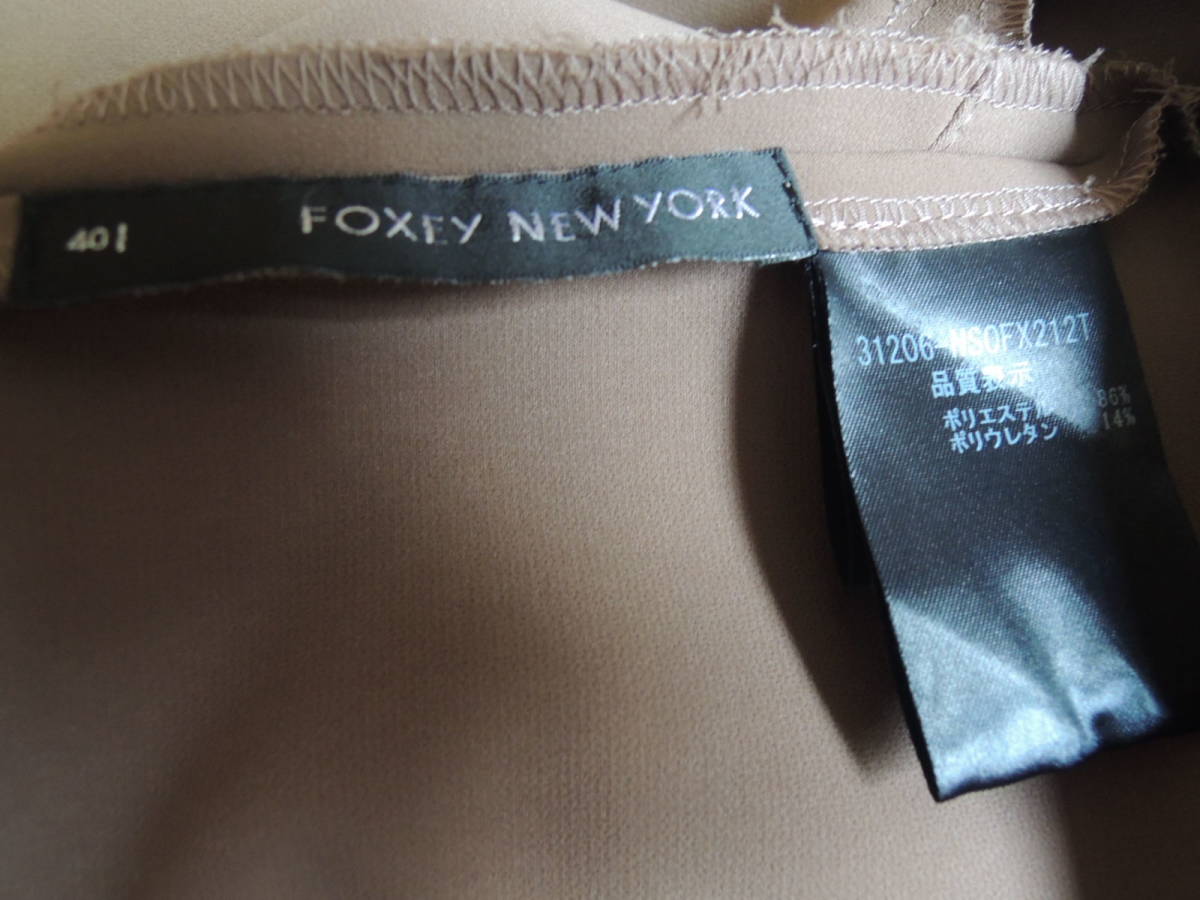 40
FOXEY NEW YORK
31206-NSOFX212T
品質表示
ポリエステル 86%
ポリウレタン 14%